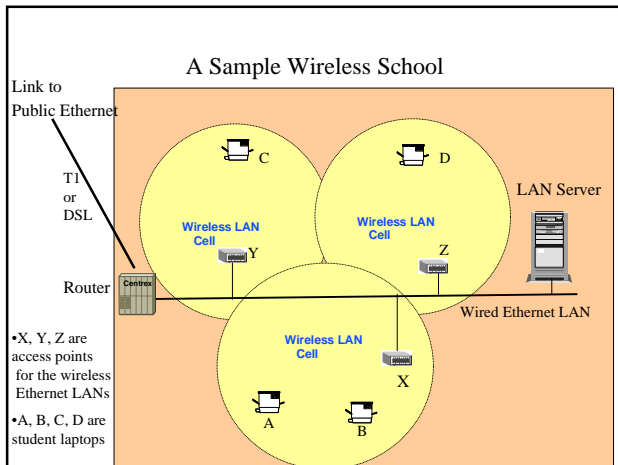 A Sample Wireless School
Link to
Public Ethernet
T1
or
DSL
C
D
LAN Server
Wireless LAN
Cell
Wireless LAN
Cell
Y
Z
Router
Centrex
Wired Ethernet LAN
•X, Y, Z are
access points
for the wireless
Ethernet LANs
Wireless LAN
Cell
X
A
B
•A, B, C, D are
student laptops